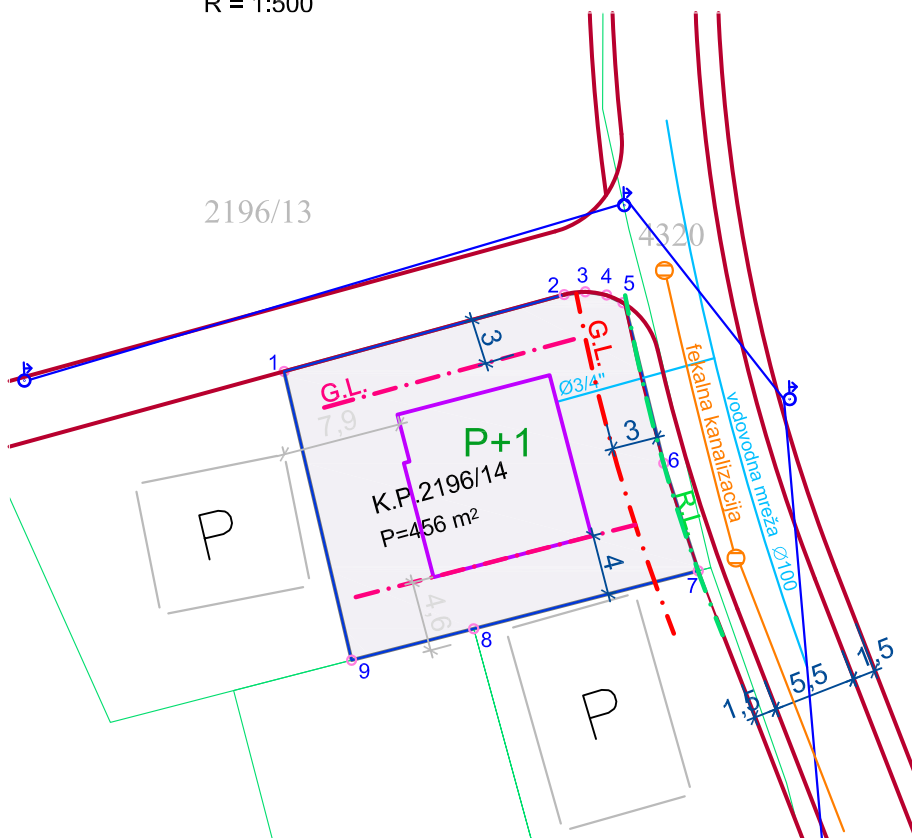 R = 1:500
2196/13
4320
1
2
3
4
5
3
G.L.
G.L.
7,9
Ø3/4"
P+1
3
6
K.P.2196/14
P=456 m²
fekalna kanalizacija
vodovodna mreža Ø100
R.L.
P
4
4,6
7
8
9
P
1,5
5,5
1,5